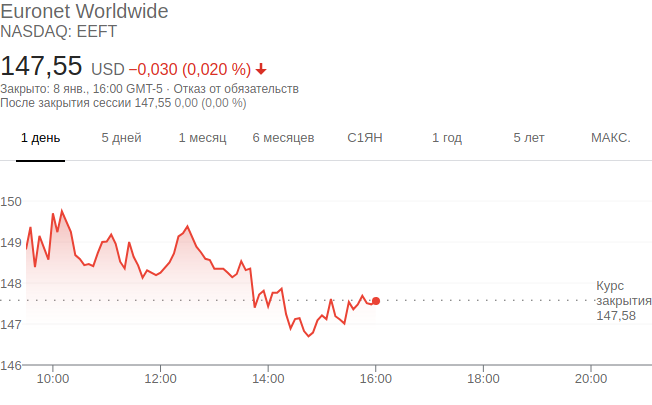 Euronet Worldwide
NASDAQ: EEFT
147,55 USD −0,030 (0,020 %)
Закрыто: 8 янв., 16:00 GMT-5 · Отказ от обязательств
После закрытия сессии 147,55 0,00 (0,00 %)
1 день 5 дней 1 месяц 6 месяцев С1ЯН 1 год 5 лет МАКС.
150
149
148
147
146
Курс
закрытия
147,58
10:00 12:00 14:00 16:00 18:00 20:00